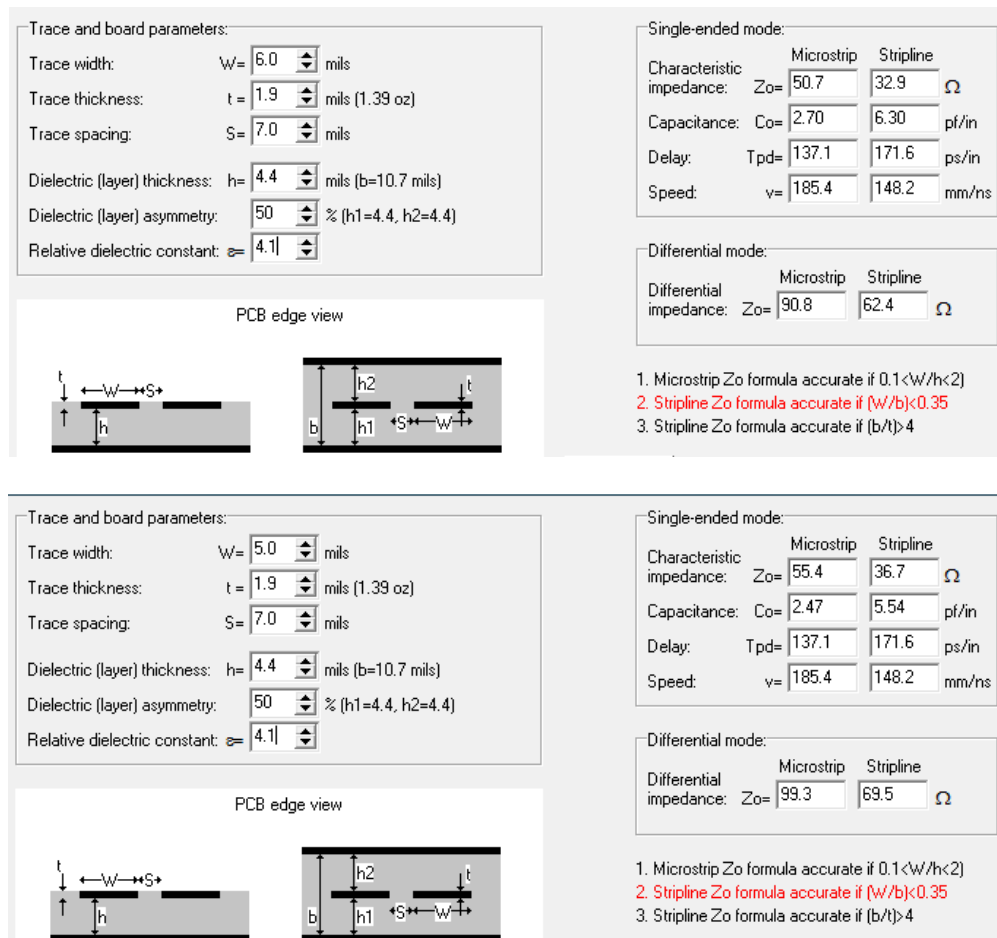 Trace and board parameters:
Trace width: W= 6.0 mils
Trace thickness: t = 1.9 mils (1.39 oz)
Trace spacing: S= 7.0 mils
Dielectric (layer) thickness: h= 4.4 mils (b=10.7 mils)
Dielectric (layer) asymmetry: 50 % (h1=4.4, h2=4.4)
Relative dielectric constant: ε= 4.1
PCB edge view
t W S h
h2 t b h1 S W
Single-ended mode:
Microstrip Stripline
Characteristic
impedance: Zo= 50.7 32.9 Ω
Capacitance: Co= 2.70 6.30 pf/in
Delay: Tpd= 137.1 171.6 ps/in
Speed: v= 185.4 148.2 mm/ns
Differential mode:
Microstrip Stripline
Differential
impedance: Zo= 90.8 62.4 Ω
1. Microstrip Zo formula accurate if 0.1<W/h<2)
2. Stripline Zo formula accurate if (W/b)<0.35
3. Stripline Zo formula accurate if (b/t)>4
Trace and board parameters:
Trace width: W= 5.0 mils
Trace thickness: t = 1.9 mils (1.39 oz)
Trace spacing: S= 7.0 mils
Dielectric (layer) thickness: h= 4.4 mils (b=10.7 mils)
Dielectric (layer) asymmetry: 50 % (h1=4.4, h2=4.4)
Relative dielectric constant: ε= 4.1
PCB edge view
t W S h
h2 t b h1 S W
Single-ended mode:
Microstrip Stripline
Characteristic
impedance: Zo= 55.4 36.7 Ω
Capacitance: Co= 2.47 5.54 pf/in
Delay: Tpd= 137.1 171.6 ps/in
Speed: v= 185.4 148.2 mm/ns
Differential mode:
Microstrip Stripline
Differential
impedance: Zo= 99.3 69.5 Ω
1. Microstrip Zo formula accurate if 0.1<W/h<2)
2. Stripline Zo formula accurate if (W/b)<0.35
3. Stripline Zo formula accurate if (b/t)>4